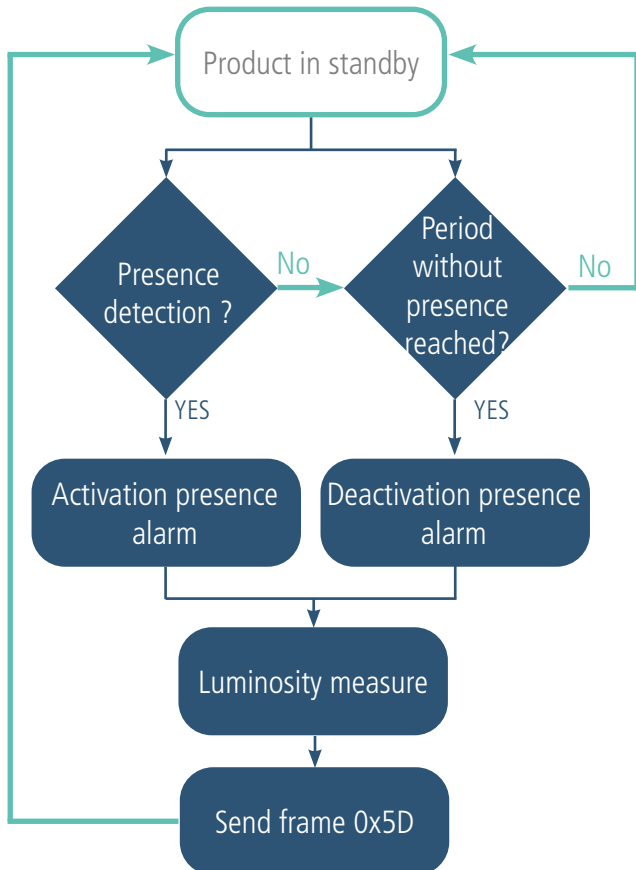 Product in standby
Presence
detection ?
No
Period
without
presence
reached?
No
YES
YES
Activation presence
alarm
Deactivation presence
alarm
Luminosity measure
Send frame 0x5D